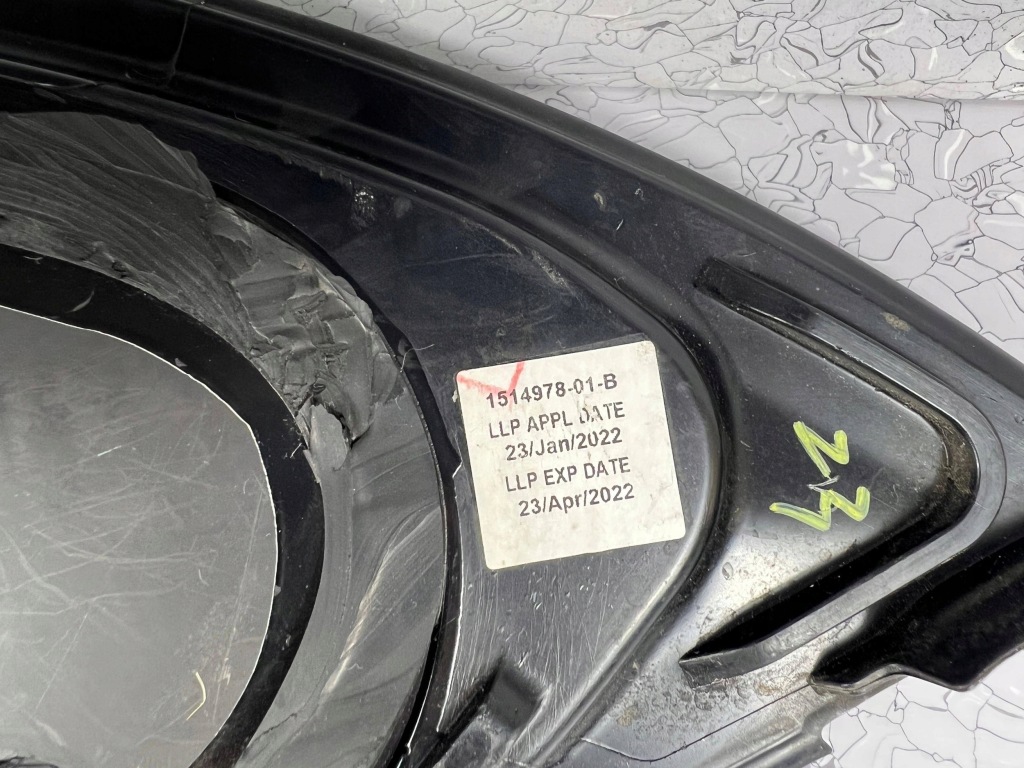 1514978-01-B
LLP APPL DATE
23/Jan/2022
LLP EXP DATE
23/Apr/2022